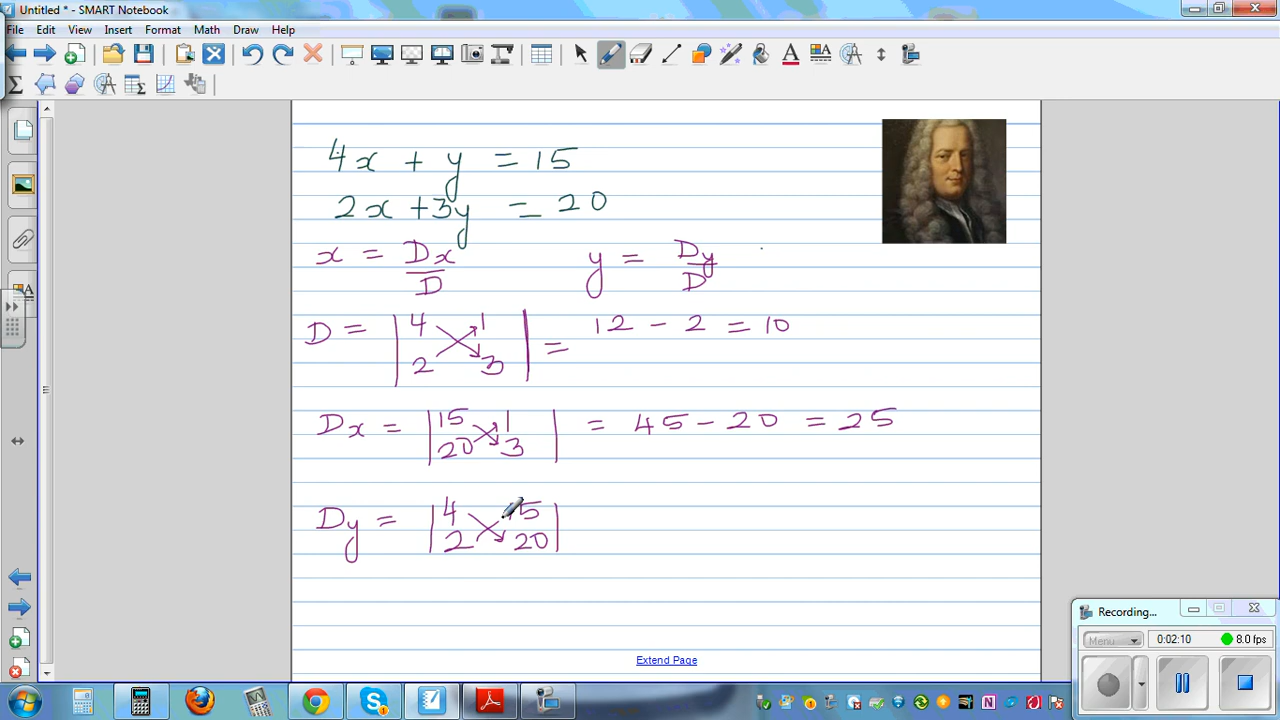 Untitled * - SMART Notebook
File Edit View Insert Format Math Draw Help
4x + y = 15
2x + 3y = 20
x = Dx/D y = Dy/D
D = | 4 1 | = 12 - 2 = 10
2 3
Dx = | 15 1 | = 45 - 20 = 25
20 3
Dy = | 4 15 |
2 20
Extend Page
Recording...
Menu 0:02:10 8.0 fps